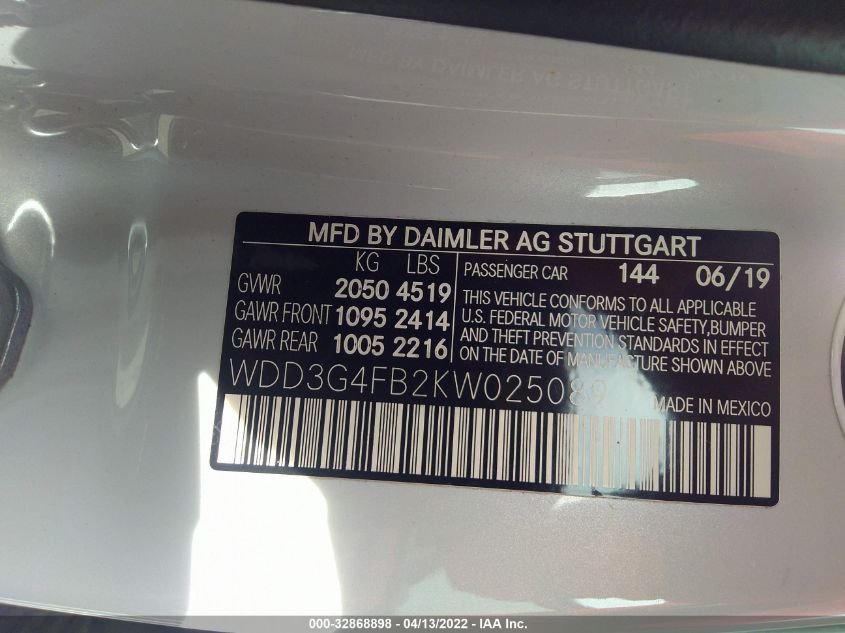 MFD BY DAIMLER AG STUTTGART
KG LBS
GVWR 2050 4519
GAWR FRONT 1095 2414
GAWR REAR 1005 2216
PASSENGER CAR 144 06/19
THIS VEHICLE CONFORMS TO ALL APPLICABLE
U.S. FEDERAL MOTOR VEHICLE SAFETY,BUMPER
AND THEFT PREVENTION STANDARDS IN EFFECT
ON THE DATE OF MANUFACTURE SHOWN ABOVE
WDD3G4FB2KW025089
MADE IN MEXICO
000-32868898 - 04/13/2022 - IAA Inc.